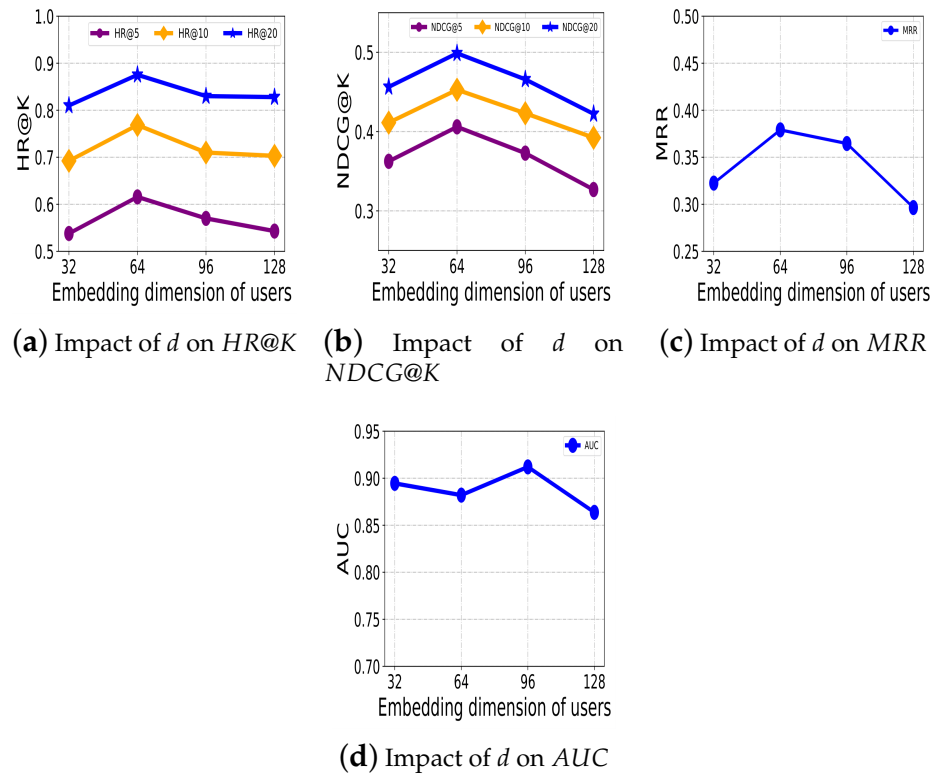 1.0
0.9
0.8
0.7
0.6
0.5
HR@K
HR@5 HR@10 HR@20
32 64 96 128
Embedding dimension of users
(a) Impact of d on HR@K
0.5
0.4
0.3
NDCG@K
NDCG@5 NDCG@10 NDCG@20
32 64 96 128
Embedding dimension of users
(b) Impact of d on
NDCG@K
0.50
0.45
0.40
0.35
0.30
0.25
MRR
MRR
32 64 96 128
Embedding dimension of users
(c) Impact of d on MRR
0.95
0.90
0.85
0.80
0.75
0.70
AUC
AUC
32 64 96 128
Embedding dimension of users
(d) Impact of d on AUC